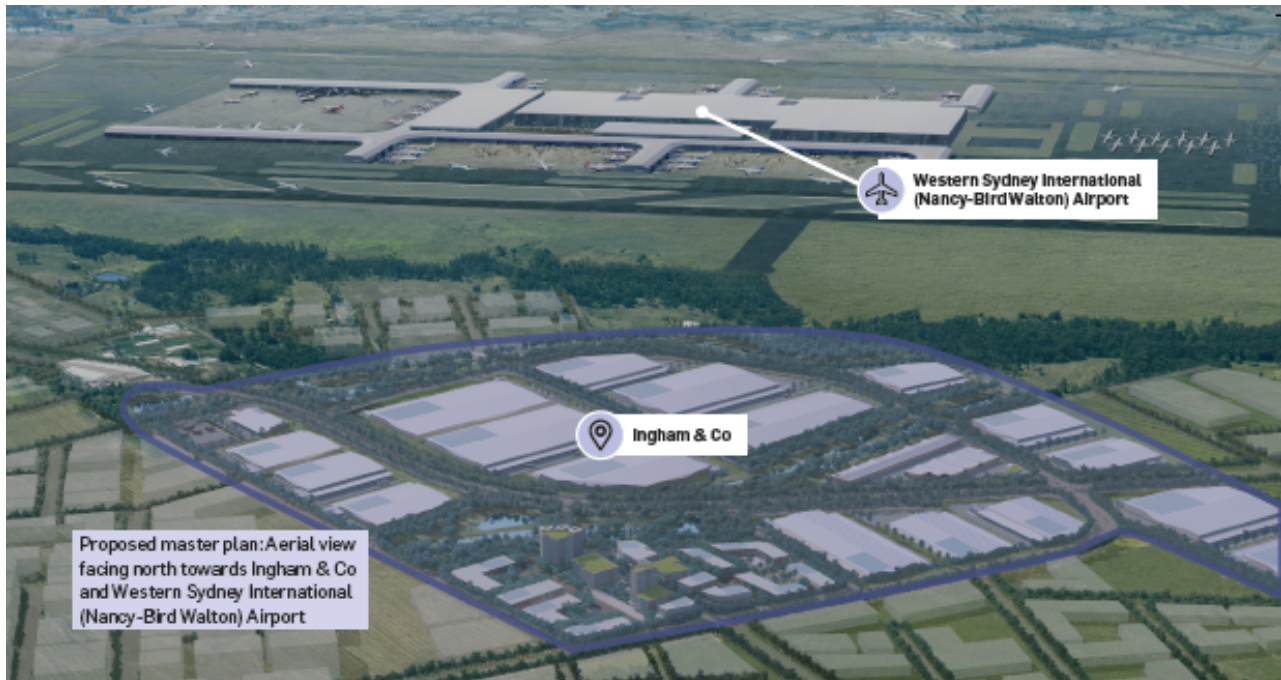 Western Sydney International
(Nancy-Bird Walton) Airport
Ingham & Co
Proposed master plan: Aerial view
facing north towards Ingham & Co
and Western Sydney International
(Nancy-Bird Walton) Airport